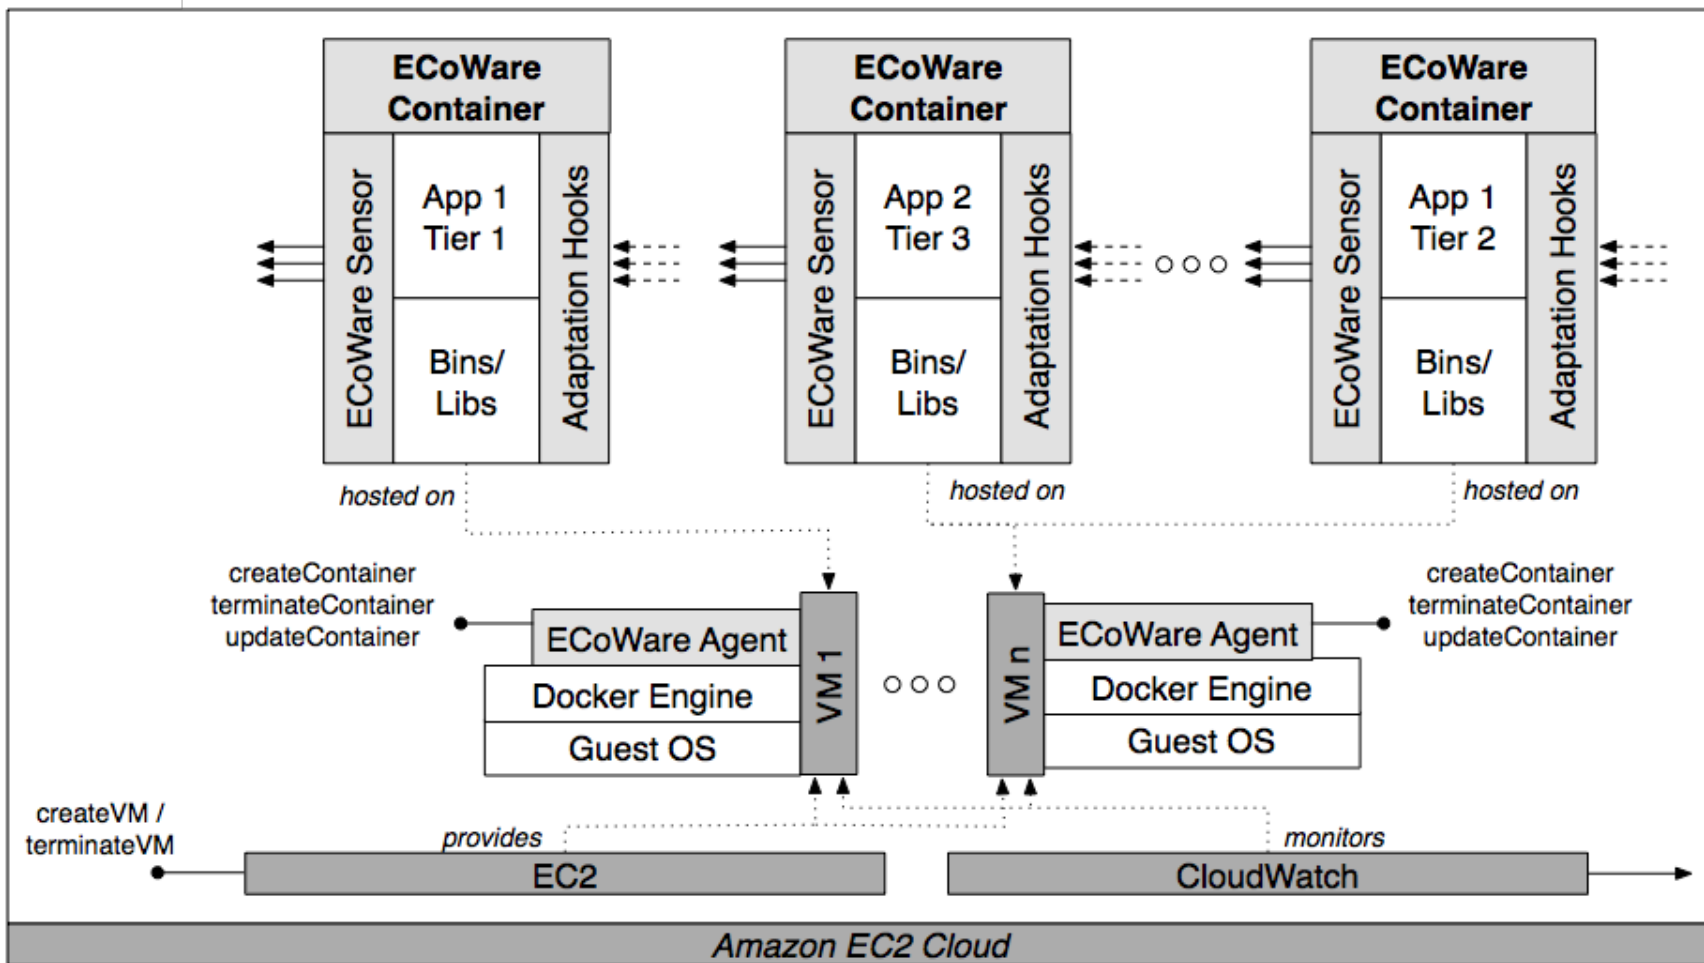 ECoWare
Container
ECoWare Sensor
App 1
Tier 1
Bins/
Libs
Adaptation Hooks
hosted on
ECoWare
Container
ECoWare Sensor
App 2
Tier 3
Bins/
Libs
Adaptation Hooks
hosted on
ECoWare
Container
ECoWare Sensor
App 1
Tier 2
Bins/
Libs
Adaptation Hooks
hosted on
createContainer
terminateContainer
updateContainer
ECoWare Agent
Docker Engine
Guest OS
VM 1
VM n
ECoWare Agent
Docker Engine
Guest OS
createContainer
terminateContainer
updateContainer
createVM /
terminateVM
provides
EC2
monitors
CloudWatch
Amazon EC2 Cloud